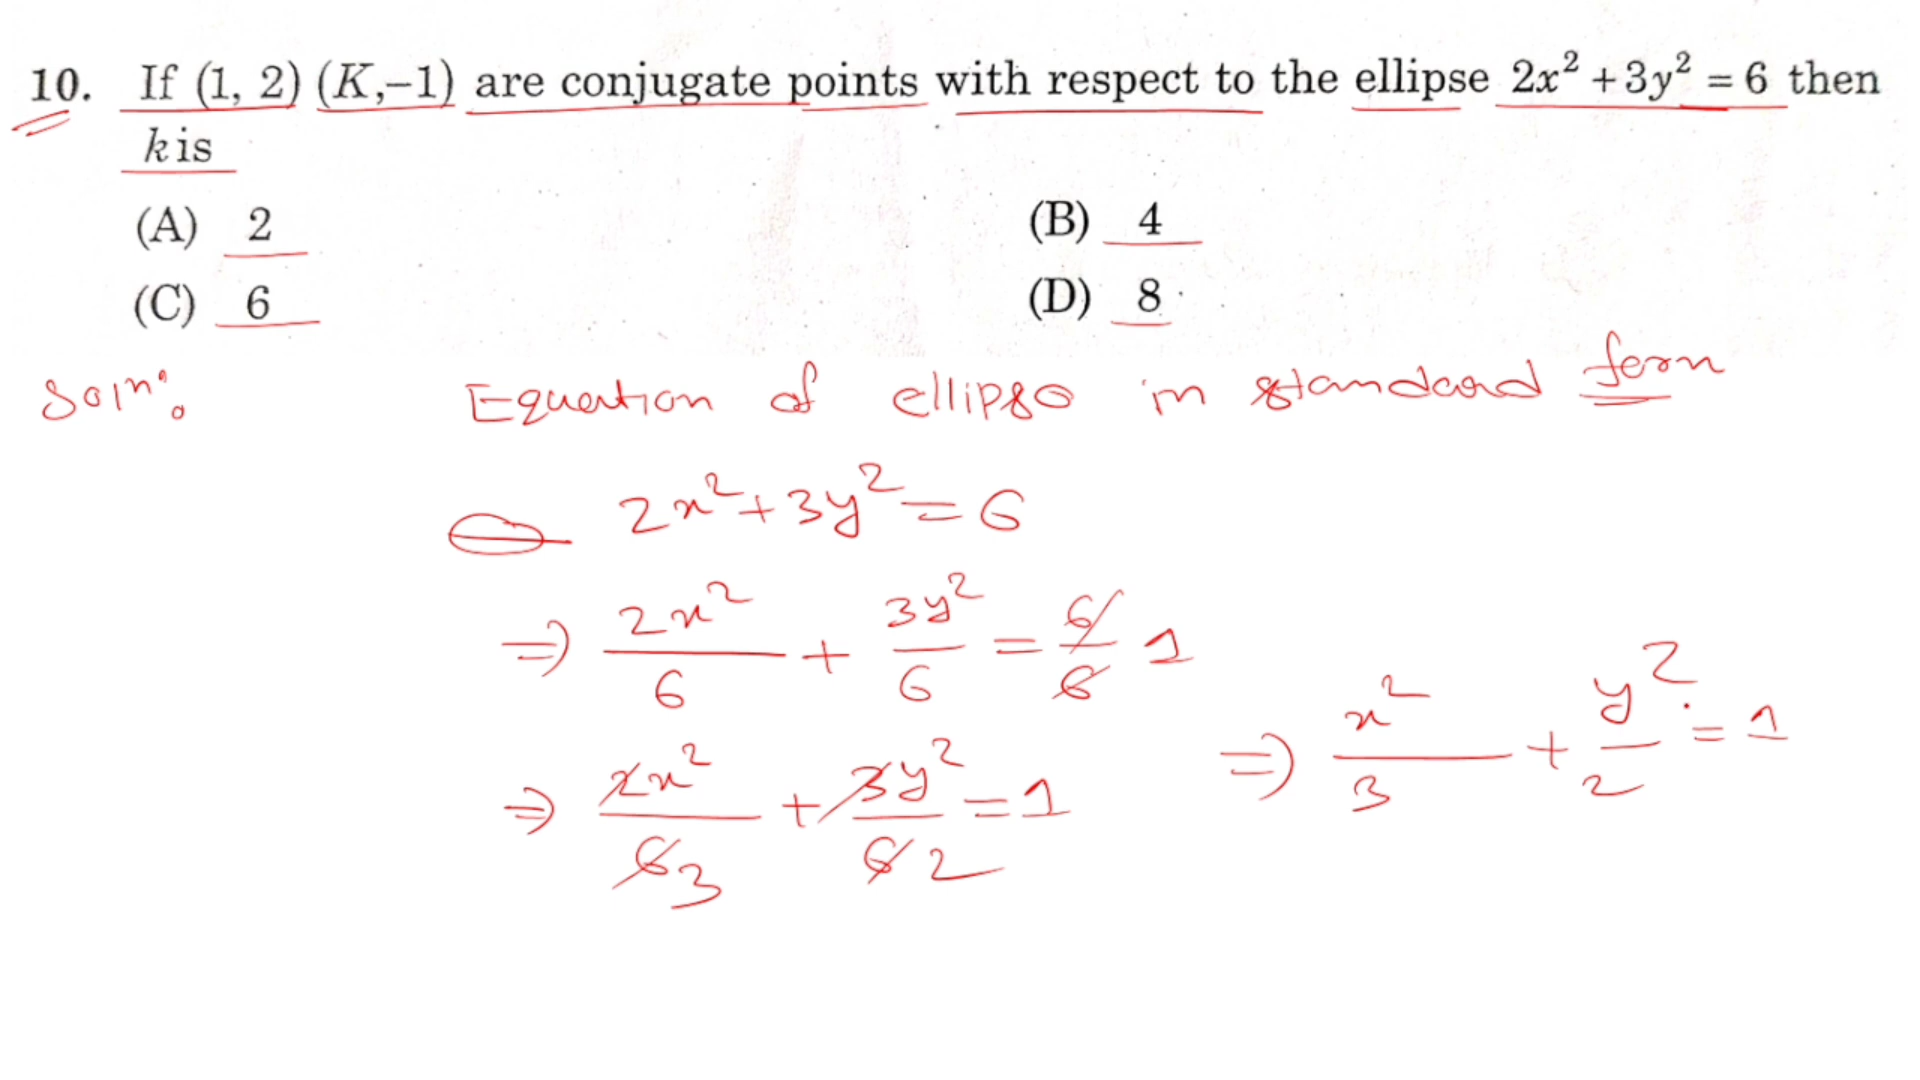 10. If (1, 2) (K,–1) are conjugate points with respect to the ellipse 2x² + 3y² = 6 then
k is
(A) 2 (B) 4
(C) 6 (D) 8
Soln: Equation of ellipse in standard form
2x² + 3y² = 6
⇒ 2x²/6 + 3y²/6 = 6/6 1
⇒ 2x²/6 3 + 3y²/6 2 = 1 ⇒ x²/3 + y²/2 = 1